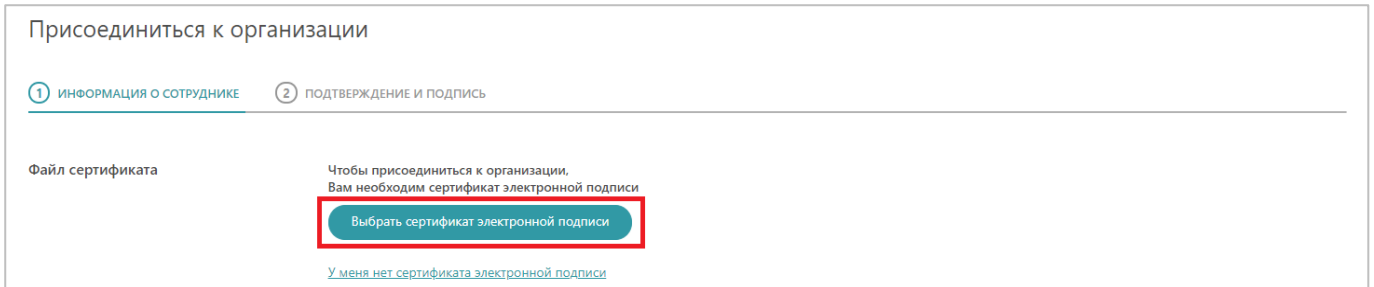 Присоединиться к организации
1 ИНФОРМАЦИЯ О СОТРУДНИКЕ 2 ПОДТВЕРЖДЕНИЕ И ПОДПИСЬ
Файл сертификата
Чтобы присоединиться к организации,
Вам необходим сертификат электронной подписи
Выбрать сертификат электронной подписи
У меня нет сертификата электронной подписи